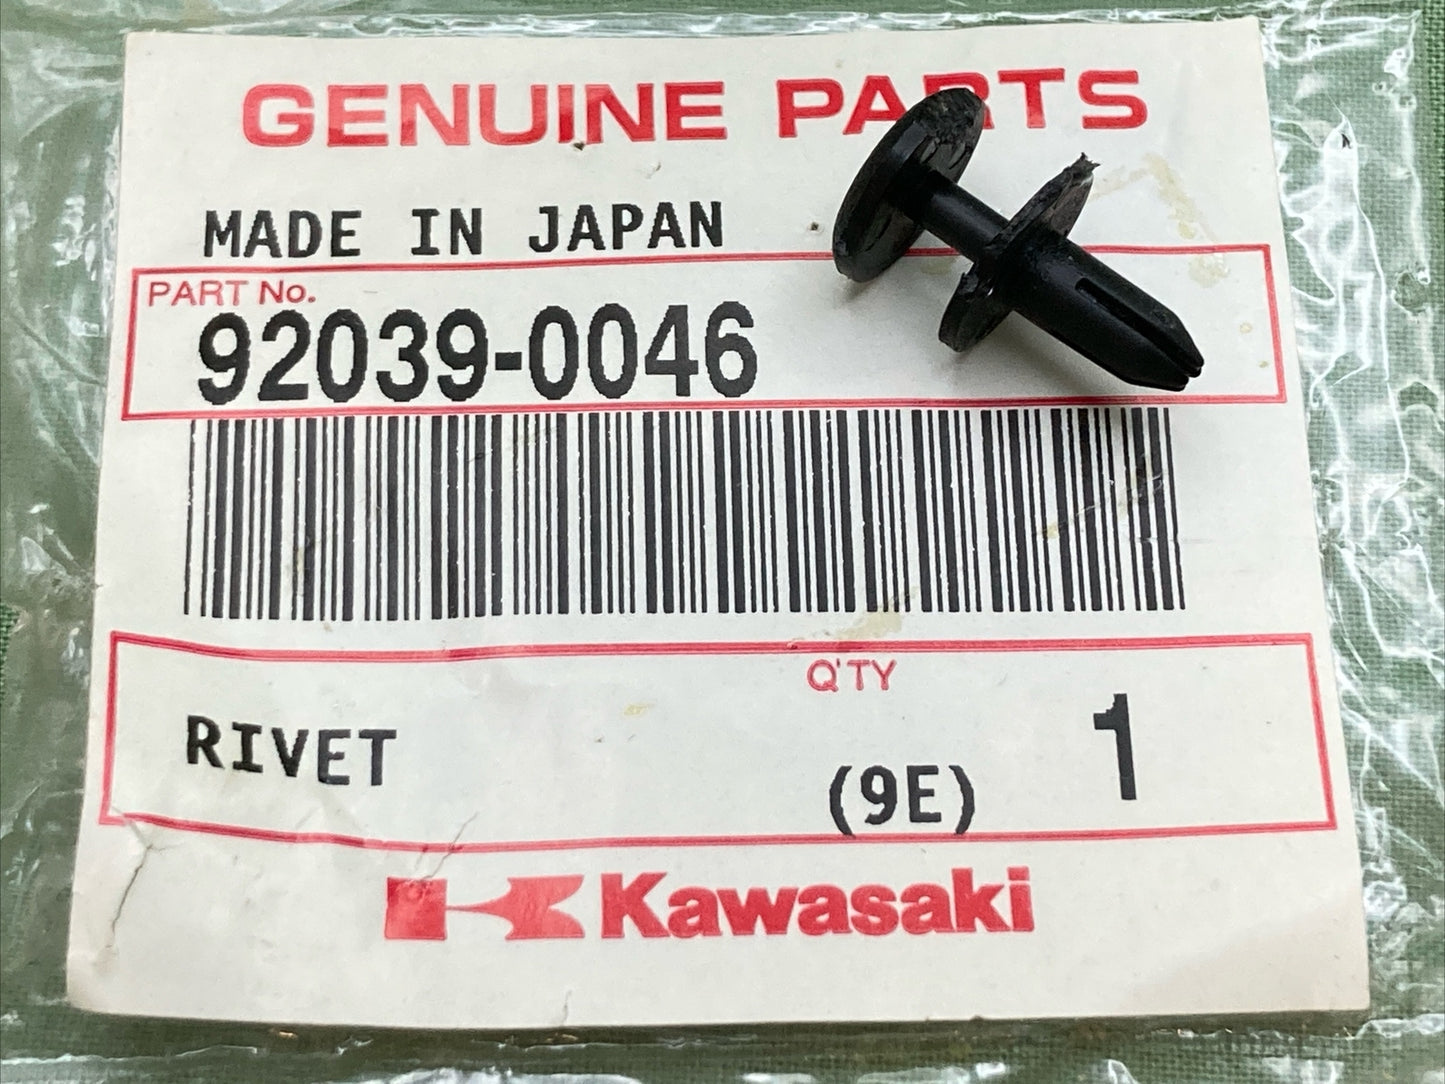 GENUINE PARTS
MADE IN JAPAN
PART No.
92039-0046
Q'TY
RIVET (9E) 1
Kawasaki